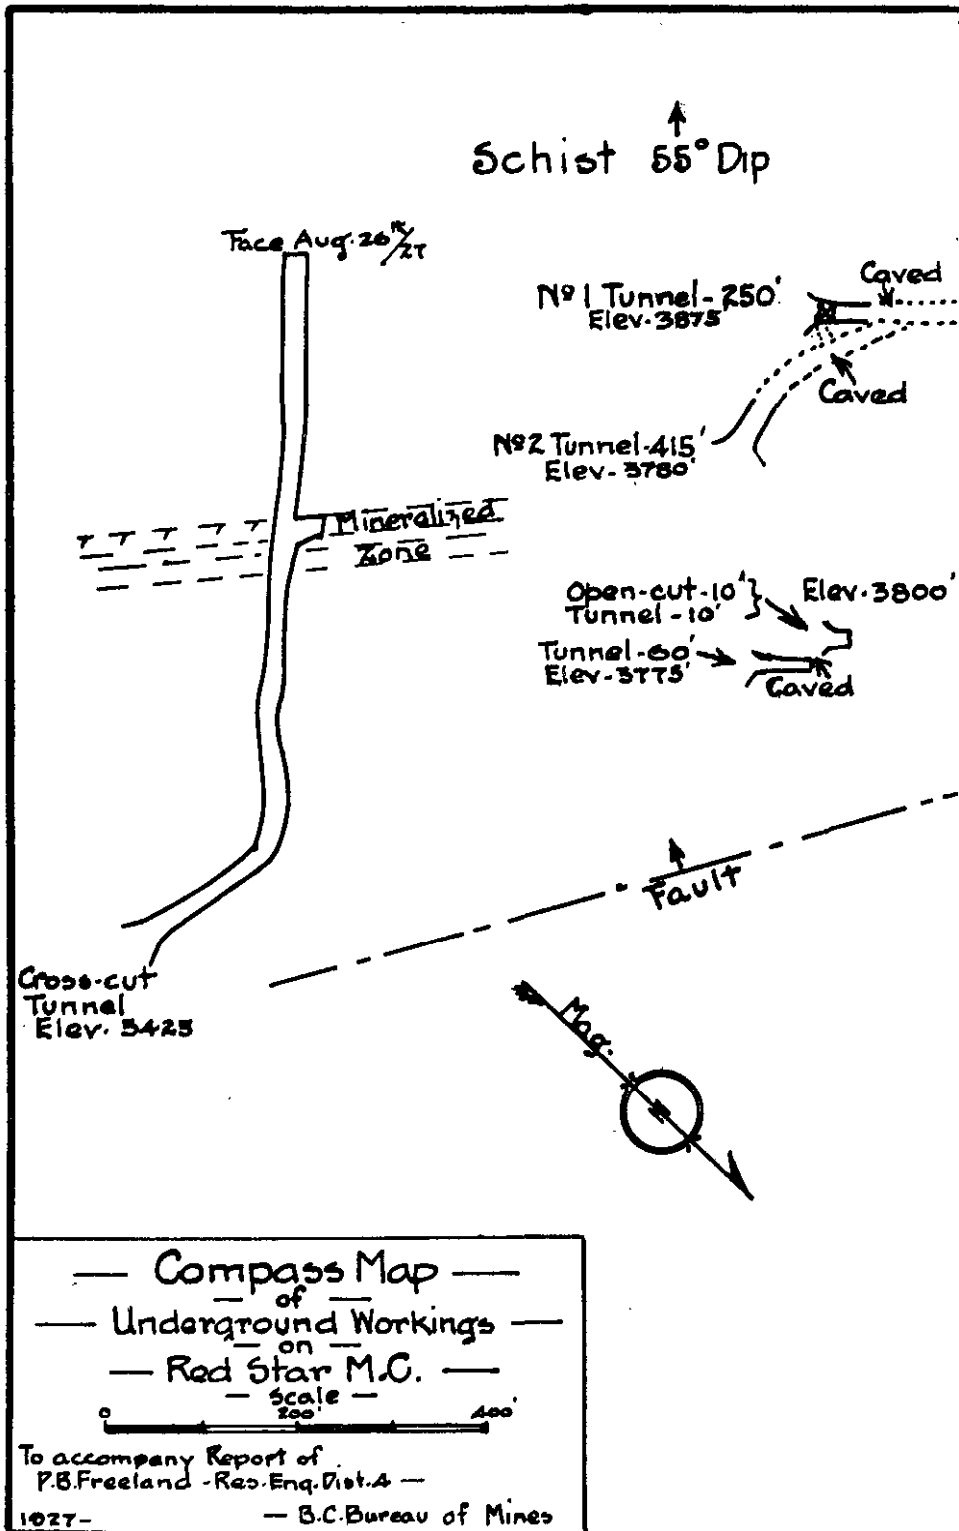 Schist 55° Dip
Face Aug. 26th/27
Caved
Nº 1 Tunnel - 250'
Elev. 3875'
Caved
Nº 2 Tunnel - 415'
Elev - 3780'
Mineralized
Zone
Open-cut - 10'
Tunnel - 10'
Elev. 3800'
Tunnel - 60'
Elev - 3775'
Caved
Fault
Cross-cut
Tunnel
Elev. 3425
Mag.
Compass Map
of
Underground Workings
on
Red Star M.C.
Scale
0 200' 400'
To accompany Report of
P.B. Freeland - Res. Eng. Dist. 4 —
1927 - — B.C. Bureau of Mines